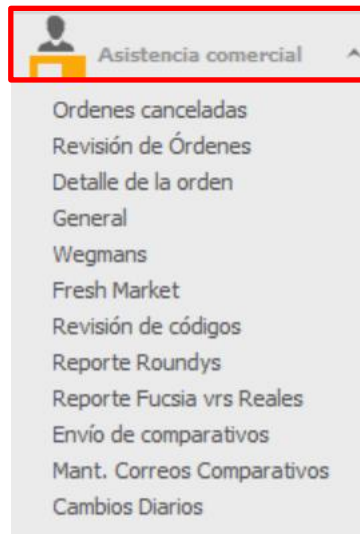 Asistencia comercial
Ordenes canceladas
Revisión de Órdenes
Detalle de la orden
General
Wegmans
Fresh Market
Revisión de códigos
Reporte Roundys
Reporte Fucsia vrs Reales
Envío de comparativos
Mant. Correos Comparativos
Cambios Diarios